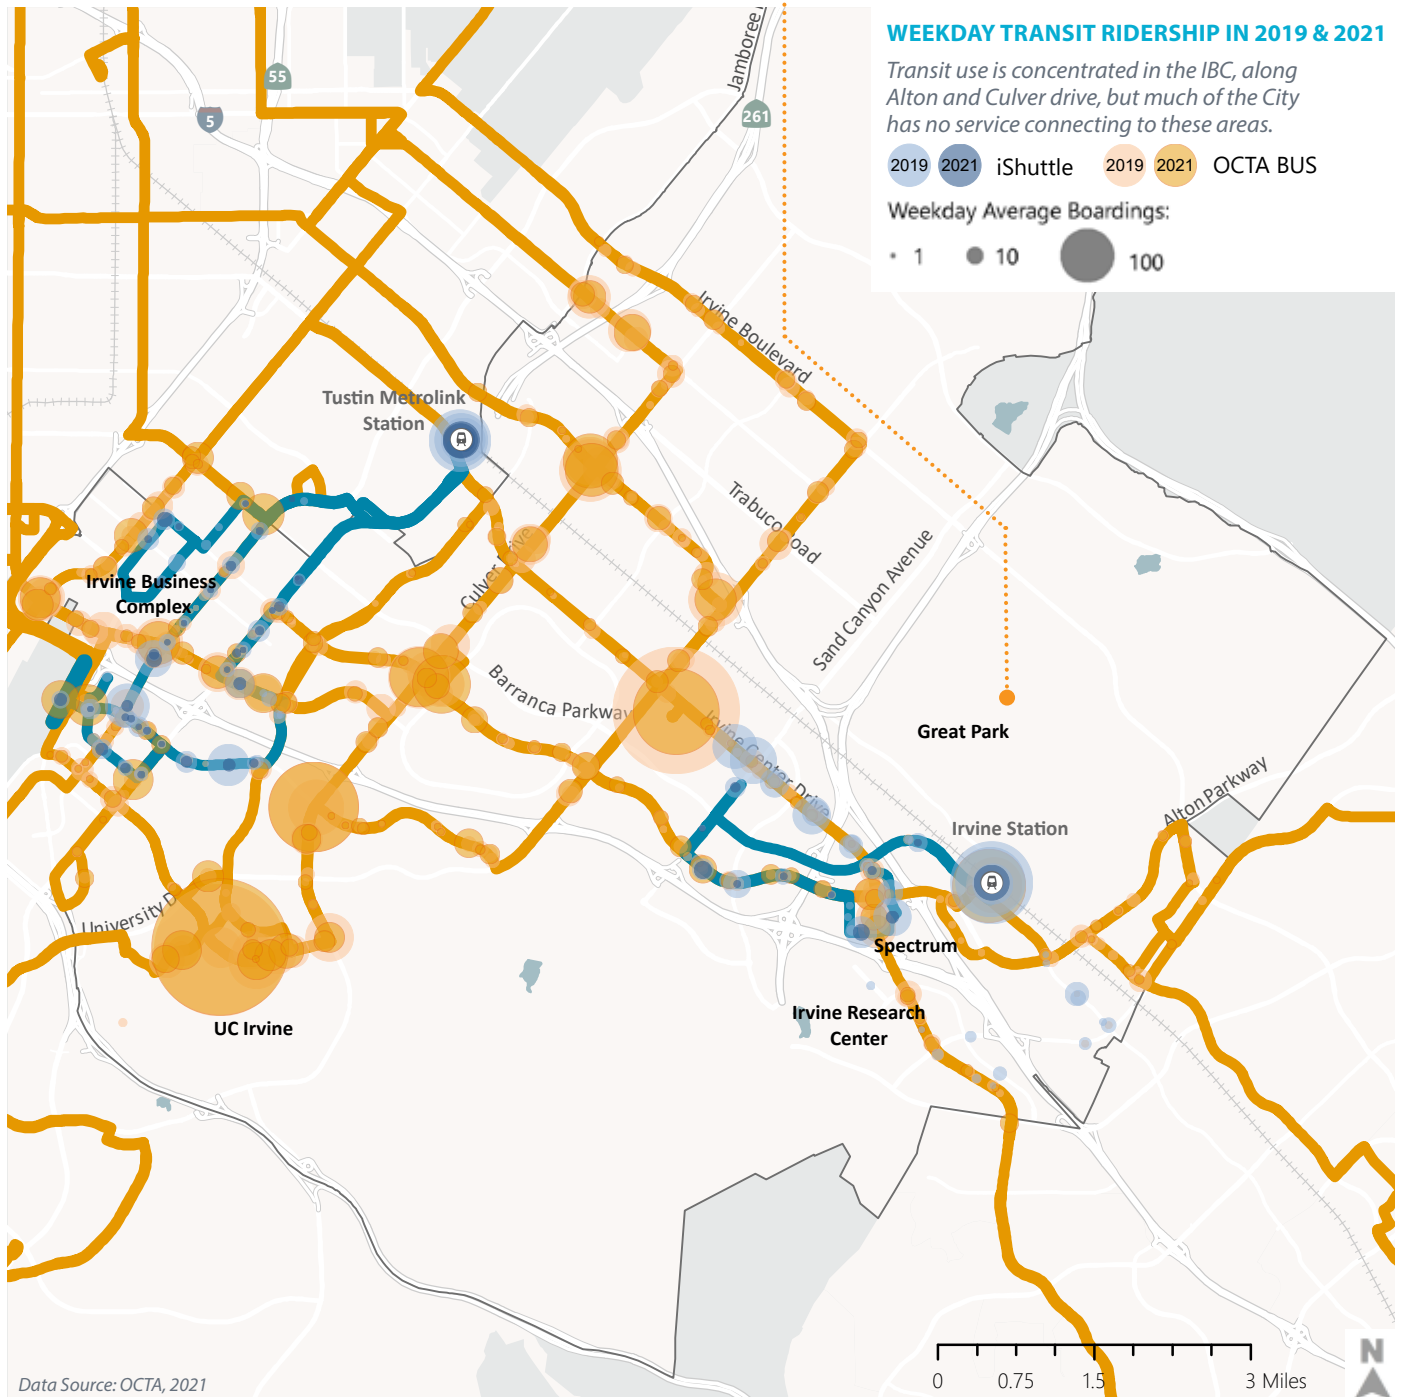 WEEKDAY TRANSIT RIDERSHIP IN 2019 & 2021
Transit use is concentrated in the IBC, along
Alton and Culver drive, but much of the City
has no service connecting to these areas.
2019 2021 iShuttle 2019 2021 OCTA BUS
Weekday Average Boardings:
1 10 100
Jamboree
55
5
261
Irvine Boulevard
Tustin Metrolink
Station
Trabuco Road
Culver Drive
Sand Canyon Avenue
Irvine Business
Complex
Barranca Parkway
Irvine Center Drive
Great Park
Alton Parkway
Irvine Station
University D
Spectrum
UC Irvine
Irvine Research
Center
N
0 0.75 1.5 3 Miles
Data Source: OCTA, 2021